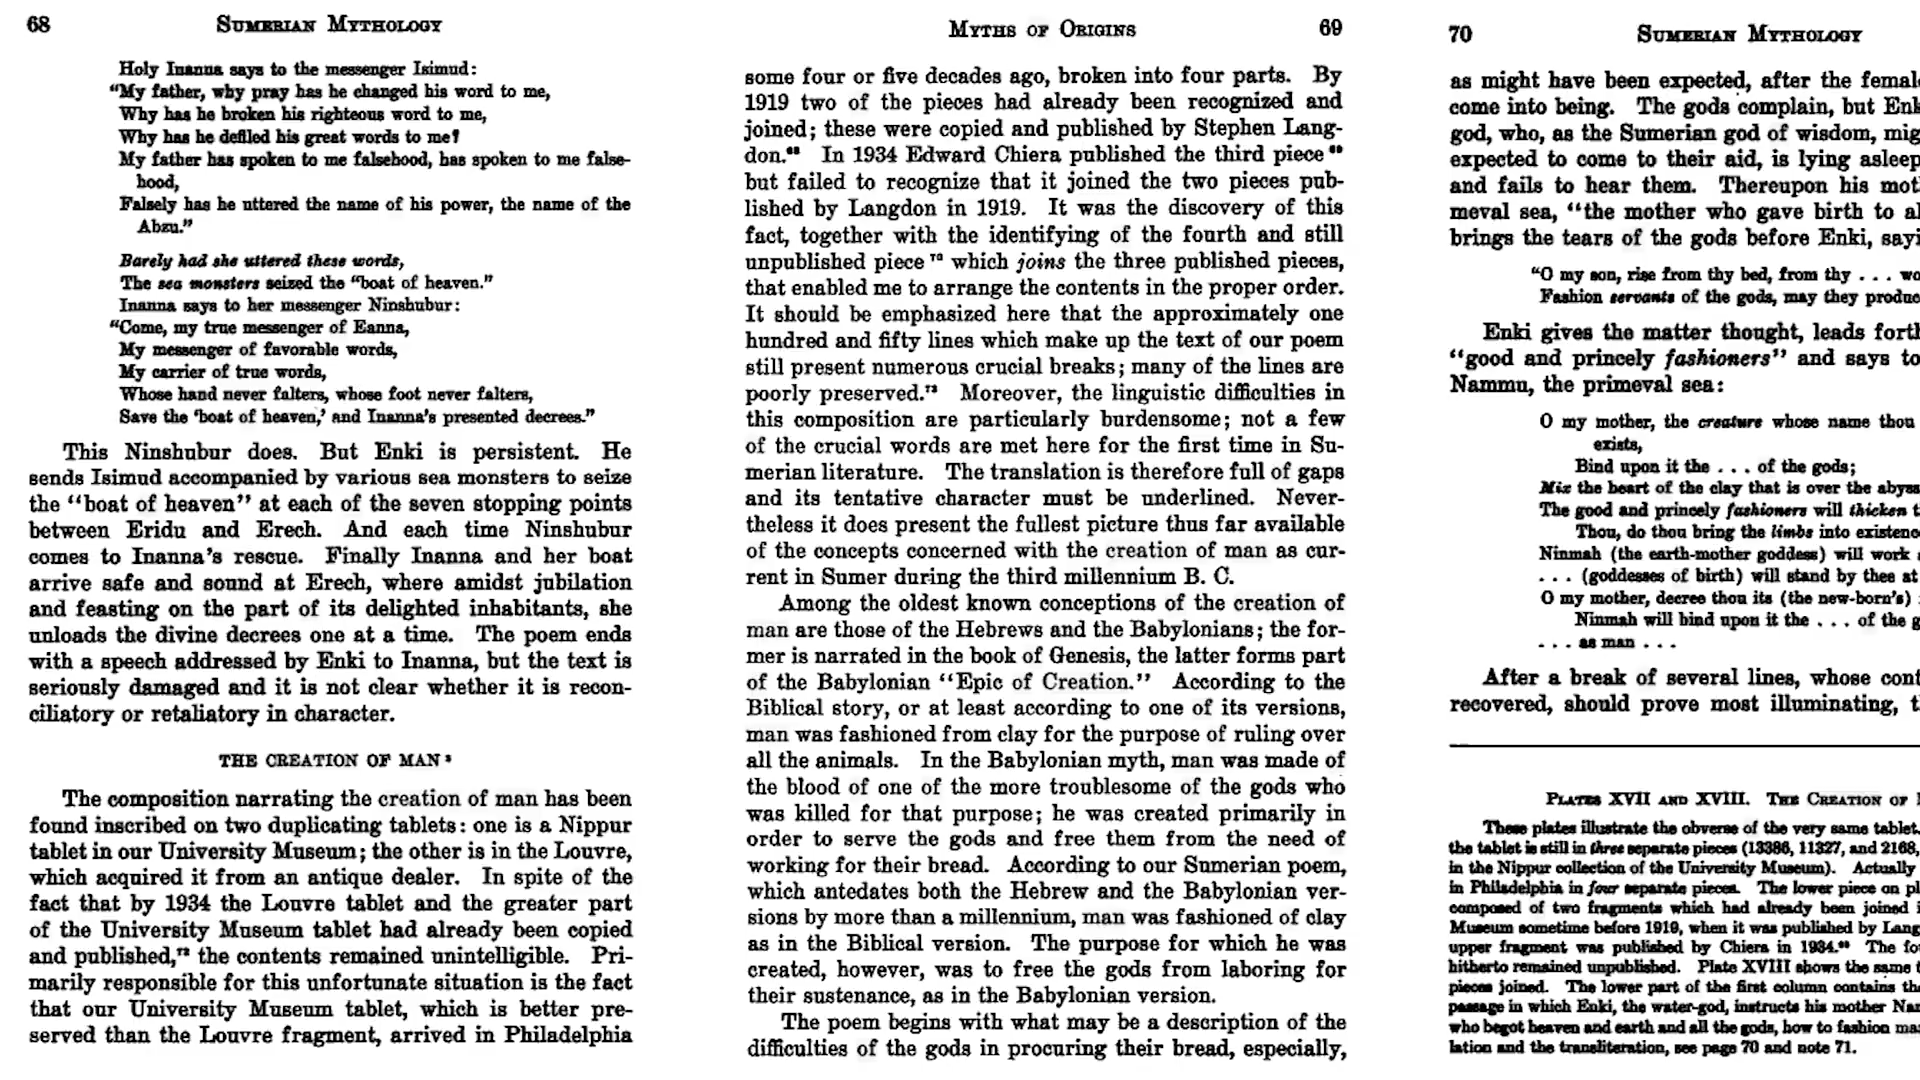 68 SUMERIAN MYTHOLOGY
Holy Inanna says to the messenger Isimud:
"My father, why pray has he changed his word to me,
Why has he broken his righteous word to me,
Why has he defiled his great words to me?
My father has spoken to me falsehood, has spoken to me false-
hood,
Falsely has he uttered the name of his power, the name of the
Abzu."
Barely had she uttered these words,
The sea monsters seized the "boat of heaven."
Inanna says to her messenger Ninshubur:
"Come, my true messenger of Eanna,
My messenger of favorable words,
My carrier of true words,
Whose hand never falters, whose foot never falters,
Save the 'boat of heaven,' and Inanna's presented decrees."
This Ninshubur does. But Enki is persistent. He
sends Isimud accompanied by various sea monsters to seize
the "boat of heaven" at each of the seven stopping points
between Eridu and Erech. And each time Ninshubur
comes to Inanna's rescue. Finally Inanna and her boat
arrive safe and sound at Erech, where amidst jubilation
and feasting on the part of its delighted inhabitants, she
unloads the divine decrees one at a time. The poem ends
with a speech addressed by Enki to Inanna, but the text is
seriously damaged and it is not clear whether it is recon-
ciliatory or retaliatory in character.
THE CREATION OF MAN
The composition narrating the creation of man has been
found inscribed on two duplicating tablets: one is a Nippur
tablet in our University Museum; the other is in the Louvre,
which acquired it from an antique dealer. In spite of the
fact that by 1934 the Louvre tablet and the greater part
of the University Museum tablet had already been copied
and published, the contents remained unintelligible. Pri-
marily responsible for this unfortunate situation is the fact
that our University Museum tablet, which is better pre-
served than the Louvre fragment, arrived in Philadelphia
MYTHS OF ORIGINS 69
some four or five decades ago, broken into four parts. By
1919 two of the pieces had already been recognized and
joined; these were copied and published by Stephen Lang-
don. In 1934 Edward Chiera published the third piece
but failed to recognize that it joined the two pieces pub-
lished by Langdon in 1919. It was the discovery of this
fact, together with the identifying of the fourth and still
unpublished piece which joins the three published pieces,
that enabled me to arrange the contents in the proper order.
It should be emphasized here that the approximately one
hundred and fifty lines which make up the text of our poem
still present numerous crucial breaks; many of the lines are
poorly preserved. Moreover, the linguistic difficulties in
this composition are particularly burdensome; not a few
of the crucial words are met here for the first time in Su-
merian literature. The translation is therefore full of gaps
and its tentative character must be underlined. Never-
theless it does present the fullest picture thus far available
of the concepts concerned with the creation of man as cur-
rent in Sumer during the third millennium B. C.
Among the oldest known conceptions of the creation of
man are those of the Hebrews and the Babylonians; the for-
mer is narrated in the book of Genesis, the latter forms part
of the Babylonian "Epic of Creation." According to the
Biblical story, or at least according to one of its versions,
man was fashioned from clay for the purpose of ruling over
all the animals. In the Babylonian myth, man was made of
the blood of one of the more troublesome of the gods who
was killed for that purpose; he was created primarily in
order to serve the gods and free them from the need of
working for their bread. According to our Sumerian poem,
which antedates both the Hebrew and the Babylonian ver-
sions by more than a millennium, man was fashioned of clay
as in the Biblical version. The purpose for which he was
created, however, was to free the gods from laboring for
their sustenance, as in the Babylonian version.
The poem begins with what may be a description of the
difficulties of the gods in procuring their bread, especially,
70 SUMERIAN MYTHOLOGY
as might have been expected, after the femal
come into being. The gods complain, but Enk
god, who, as the Sumerian god of wisdom, mig
expected to come to their aid, is lying asleep
and fails to hear them. Thereupon his mot
meval sea, "the mother who gave birth to al
brings the tears of the gods before Enki, sayi
"O my son, rise from thy bed, from thy . . . wo
Fashion servants of the gods, may they produc
Enki gives the matter thought, leads forth
"good and princely fashioners" and says to
Nammu, the primeval sea:
O my mother, the creature whose name thou
exists,
Bind upon it the . . . of the gods;
Mix the heart of the clay that is over the abyss
The good and princely fashioners will thicken t
Thou, do thou bring the limbs into existenc
Ninmah (the earth-mother goddess) will work
. . . (goddesses of birth) will stand by thee at
O my mother, decree thou its (the new-born's)
Ninmah will bind upon it the . . . of the g
. . . as man . . .
After a break of several lines, whose cont
recovered, should prove most illuminating, t
PLATES XVII AND XVIII. THE CREATION OF
These plates illustrate the obverse of the very same tablet.
the tablet is still in three separate pieces (13386, 11327, and 2168,
in the Nippur collection of the University Museum). Actually
in Philadelphia in four separate pieces. The lower piece on pl
composed of two fragments which had already been joined i
Museum sometime before 1919, when it was published by Lang
upper fragment was published by Chiera in 1934. The fo
hitherto remained unpublished. Plate XVIII shows the same t
pieces joined. The lower part of the first column contains the
passage in which Enki, the water-god, instructs his mother Na
who begot heaven and earth and all the gods, how to fashion ma
lation and the transliteration, see page 70 and note 71.